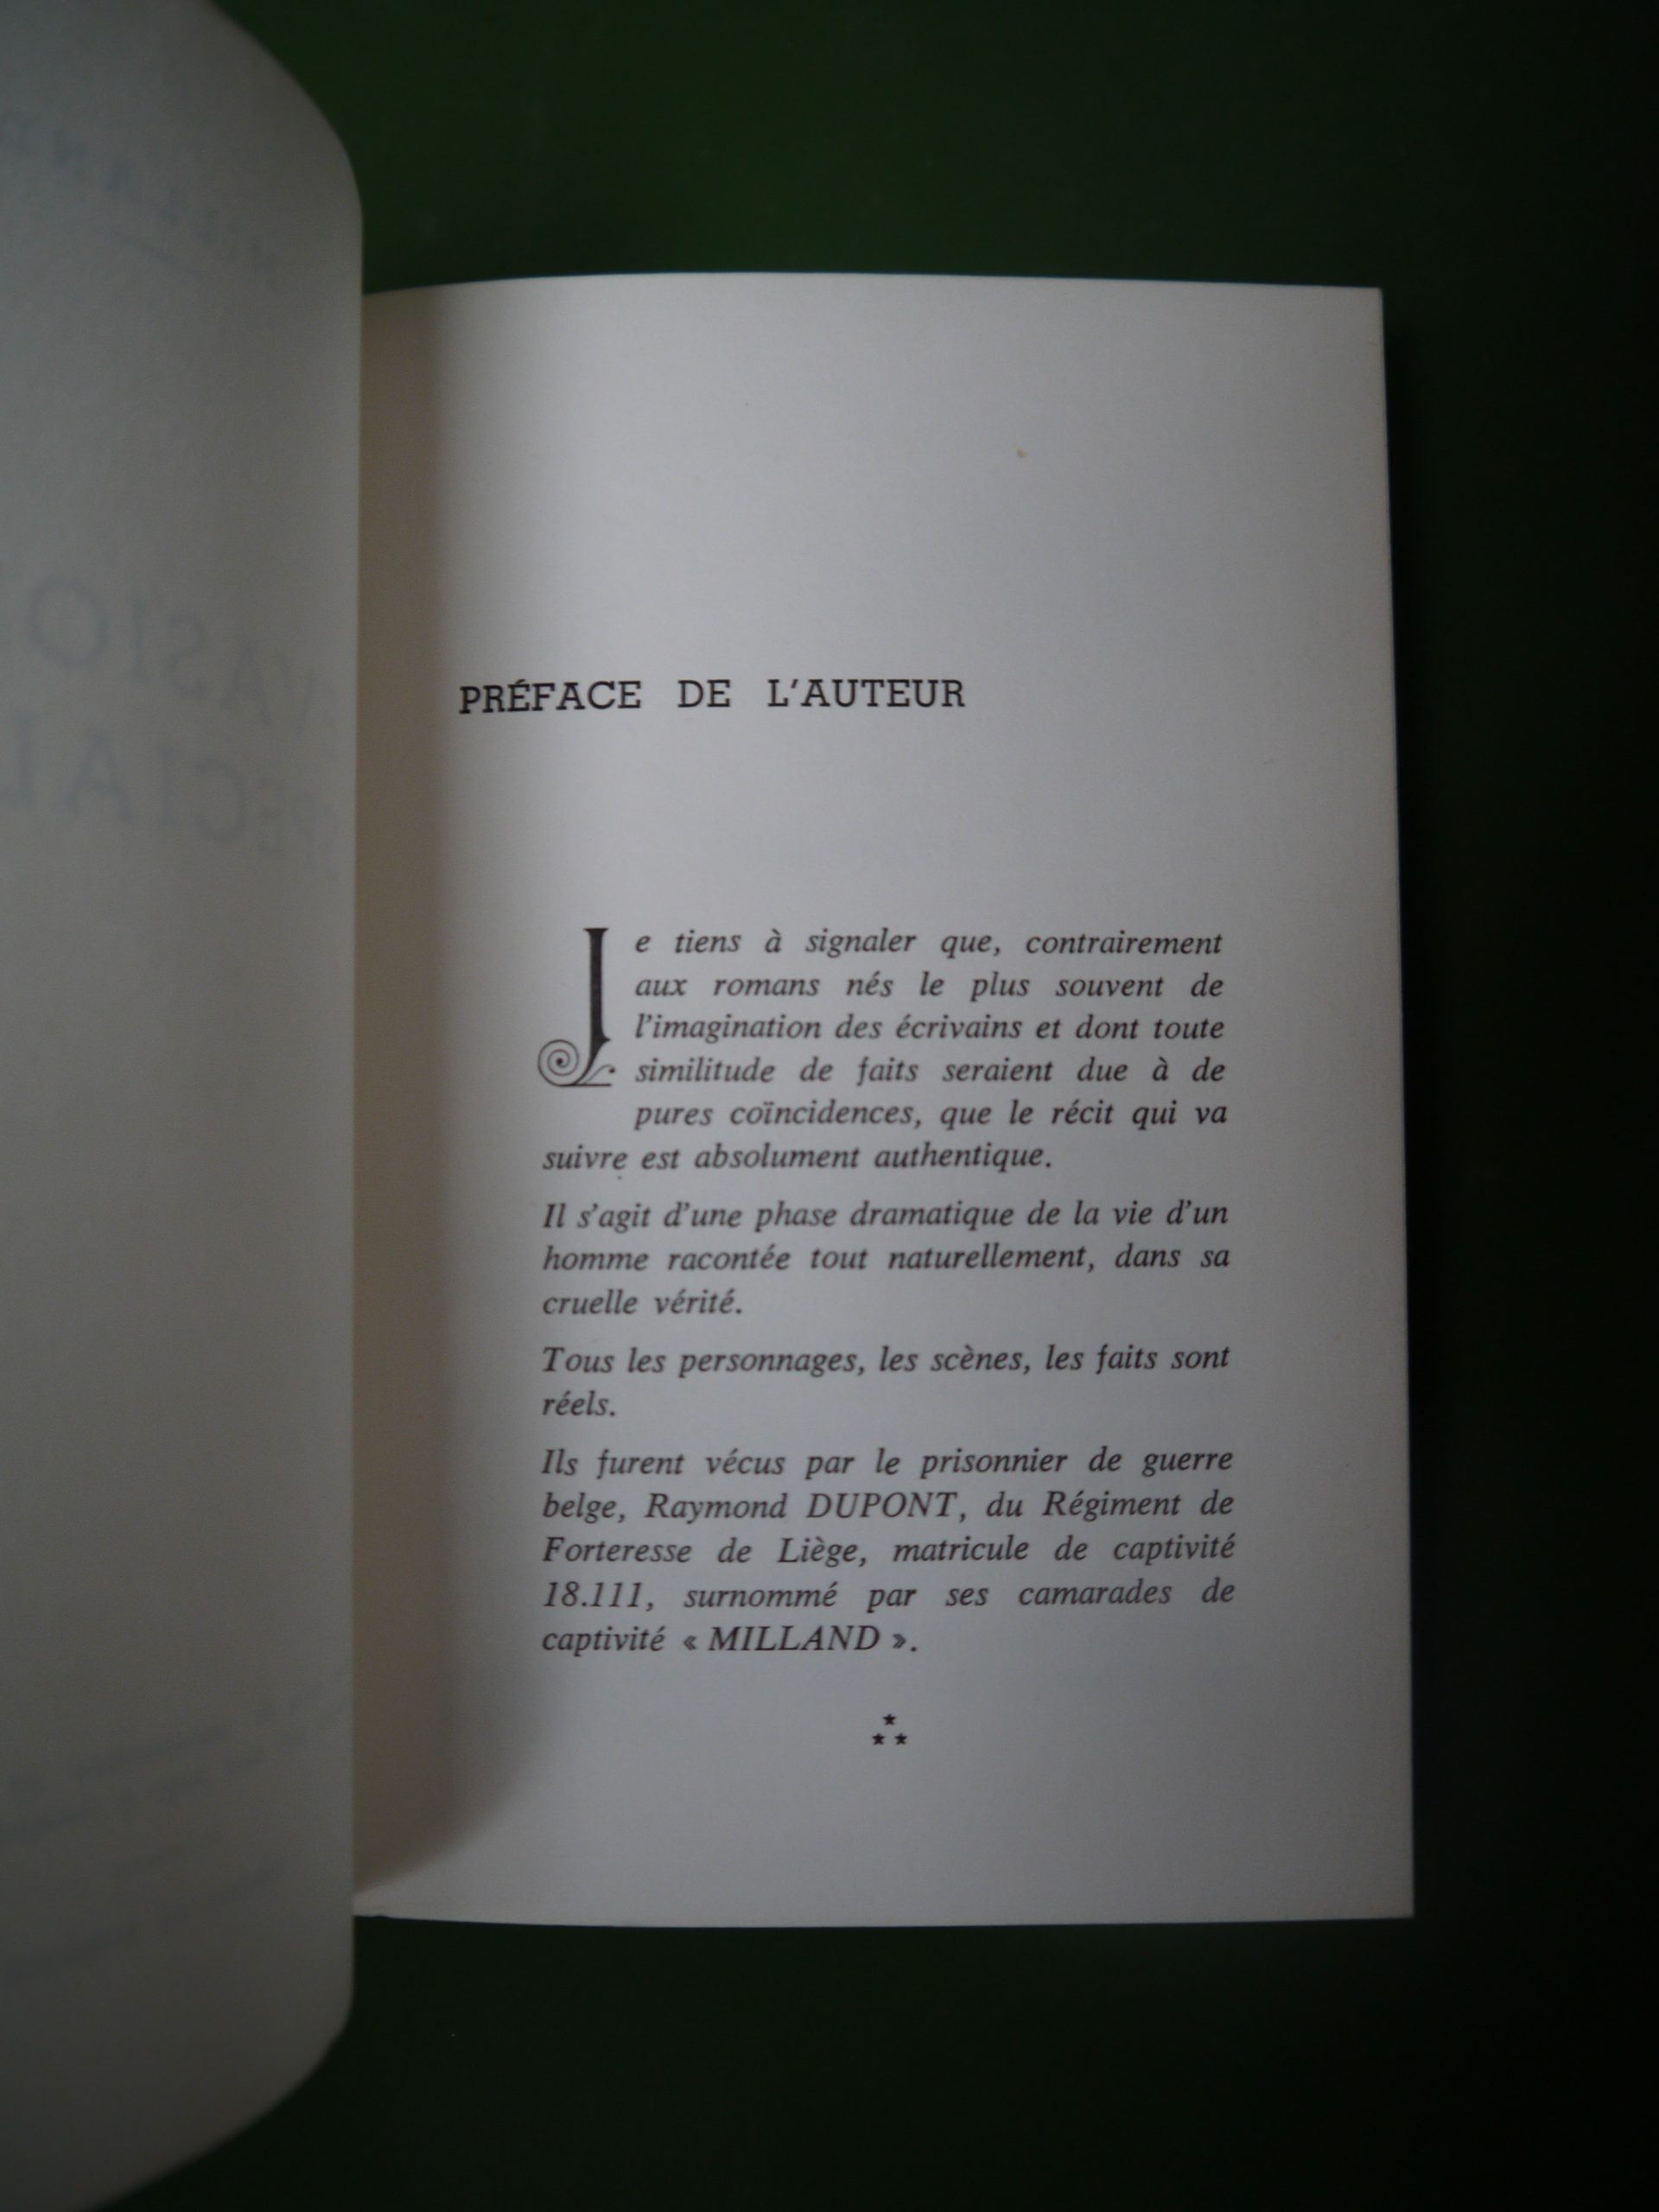 PRÉFACE DE L'AUTEUR
Je tiens à signaler que, contrairement
aux romans nés le plus souvent de
l'imagination des écrivains et dont toute
similitude de faits seraient due à de
pures coïncidences, que le récit qui va
suivre est absolument authentique.
Il s'agit d'une phase dramatique de la vie d'un
homme racontée tout naturellement, dans sa
cruelle vérité.
Tous les personnages, les scènes, les faits sont
réels.
Ils furent vécus par le prisonnier de guerre
belge, Raymond DUPONT, du Régiment de
Forteresse de Liège, matricule de captivité
18.111, surnommé par ses camarades de
captivité « MILLAND ».